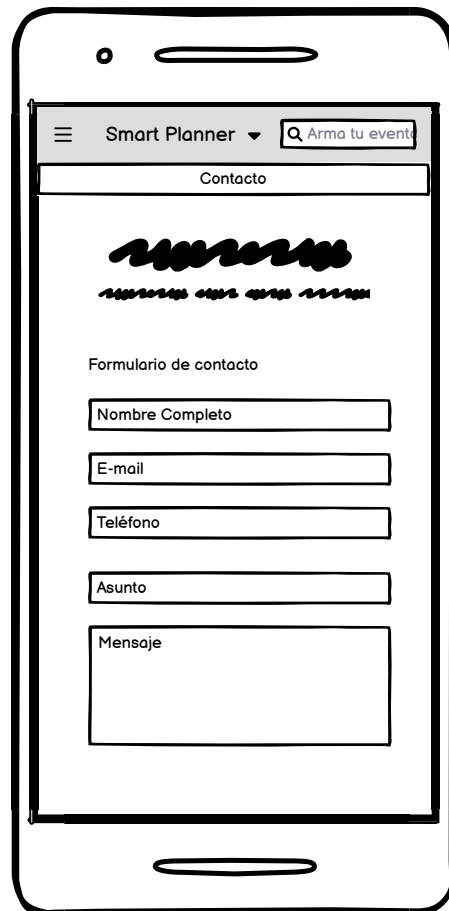 Smart Planner
Arma tu evento
Contacto
Formulario de contacto
Nombre Completo
E-mail
Teléfono
Asunto
Mensaje